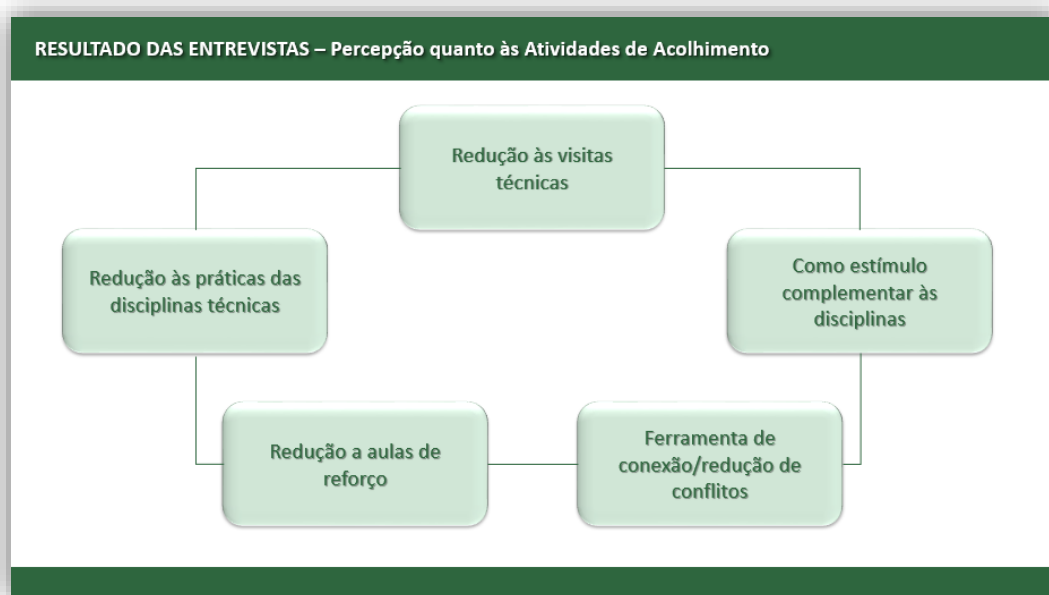 RESULTADO DAS ENTREVISTAS – Percepção quanto às Atividades de Acolhimento
Redução às visitas
técnicas
Como estímulo
complementar às
disciplinas
Ferramenta de
conexão/redução de
conflitos
Redução a aulas de
reforço
Redução às práticas das
disciplinas técnicas